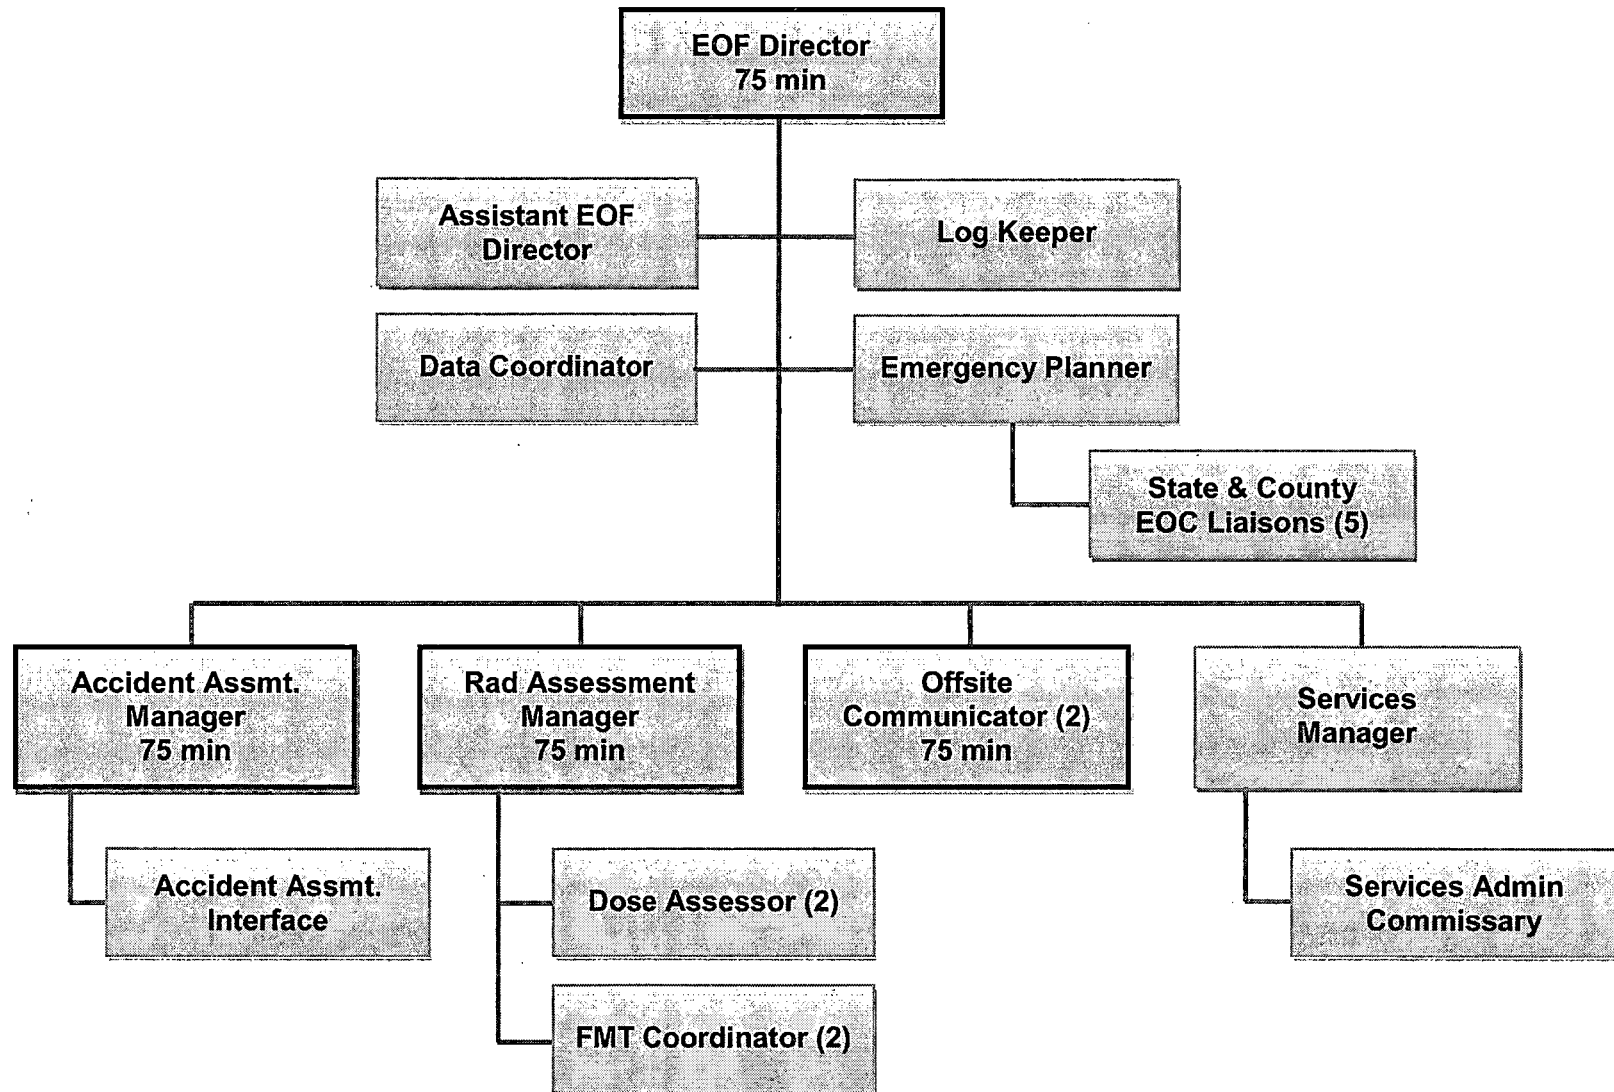 EOF Director
75 min
Assistant EOF
Director
Log Keeper
Data Coordinator
Emergency Planner
State & County
EOC Liaisons (5)
Accident Assmt.
Manager
75 min
Rad Assessment
Manager
75 min
Offsite
Communicator (2)
75 min
Services
Manager
Accident Assmt.
Interface
Dose Assessor (2)
Services Admin
Commissary
FMT Coordinator (2)